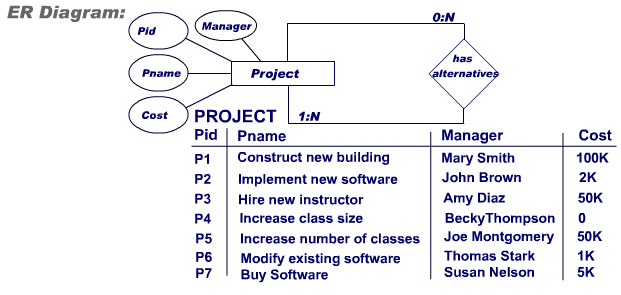 ER Diagram:
0:N
Pid
Manager
has
alternatives
Pname
Project
Cost
1:N
PROJECT
Pid Pname Manager Cost
P1 Construct new building Mary Smith 100K
P2 Implement new software John Brown 2K
P3 Hire new instructor Amy Diaz 50K
P4 Increase class size BeckyThompson 0
P5 Increase number of classes Joe Montgomery 50K
P6 Modify existing software Thomas Stark 1K
P7 Buy Software Susan Nelson 5K